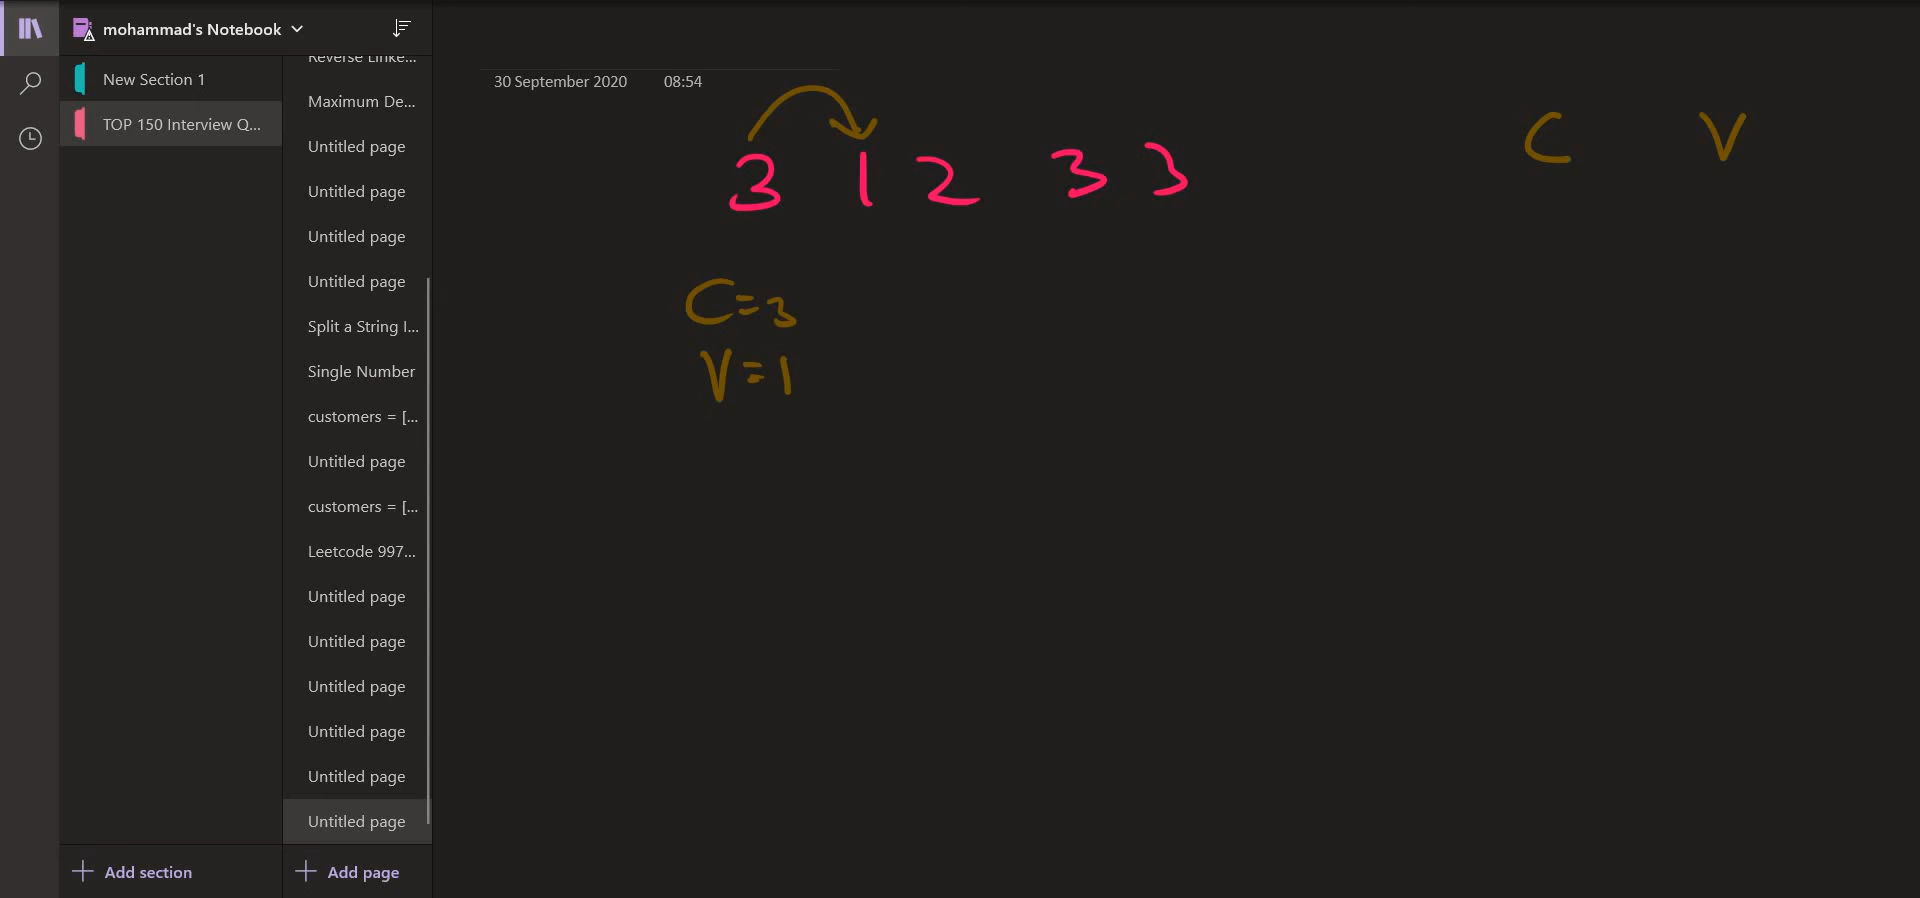 mohammad's Notebook
New Section 1
TOP 150 Interview Q...
Add section
Reverse Linke...
Maximum De...
Untitled page
Untitled page
Untitled page
Untitled page
Split a String I...
Single Number
customers = [...
Untitled page
customers = [...
Leetcode 997...
Untitled page
Untitled page
Untitled page
Untitled page
Untitled page
Untitled page
Add page
30 September 2020 08:54
C V
3 1 2 3 3
C=3
V=1